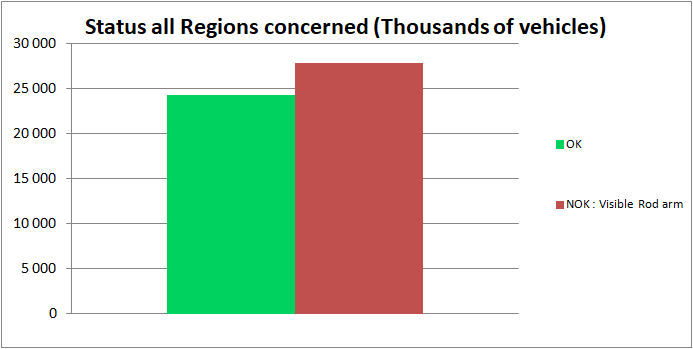 Status all Regions concerned (Thousands of vehicles)
30 000
25 000
20 000
15 000
10 000
5 000
0
OK
NOK : Visible Rod arm